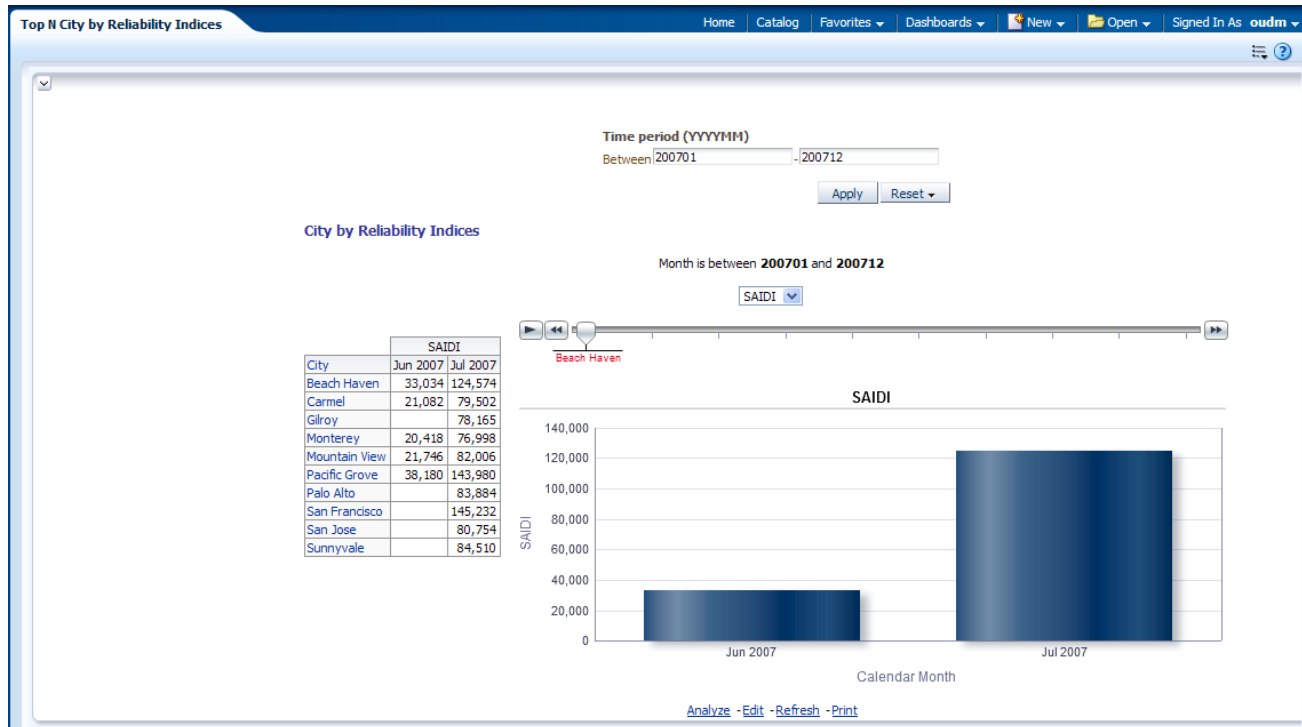 Top N City by Reliability Indices
Home Catalog Favorites Dashboards New Open Signed In As oudm
Time period (YYYYMM)
Between 200701 - 200712
Apply Reset
City by Reliability Indices
Month is between 200701 and 200712
SAIDI
Beach Haven
SAIDI
City Jun 2007 Jul 2007
Beach Haven 33,034 124,574
Carmel 21,082 79,502
Gilroy 78,165
Monterey 20,418 76,998
Mountain View 21,746 82,006
Pacific Grove 38,180 143,980
Palo Alto 83,884
San Francisco 145,232
San Jose 80,754
Sunnyvale 84,510
SAIDI
140,000
120,000
100,000
80,000
60,000
40,000
20,000
0
SAIDI
Jun 2007 Jul 2007
Calendar Month
Analyze - Edit - Refresh - Print